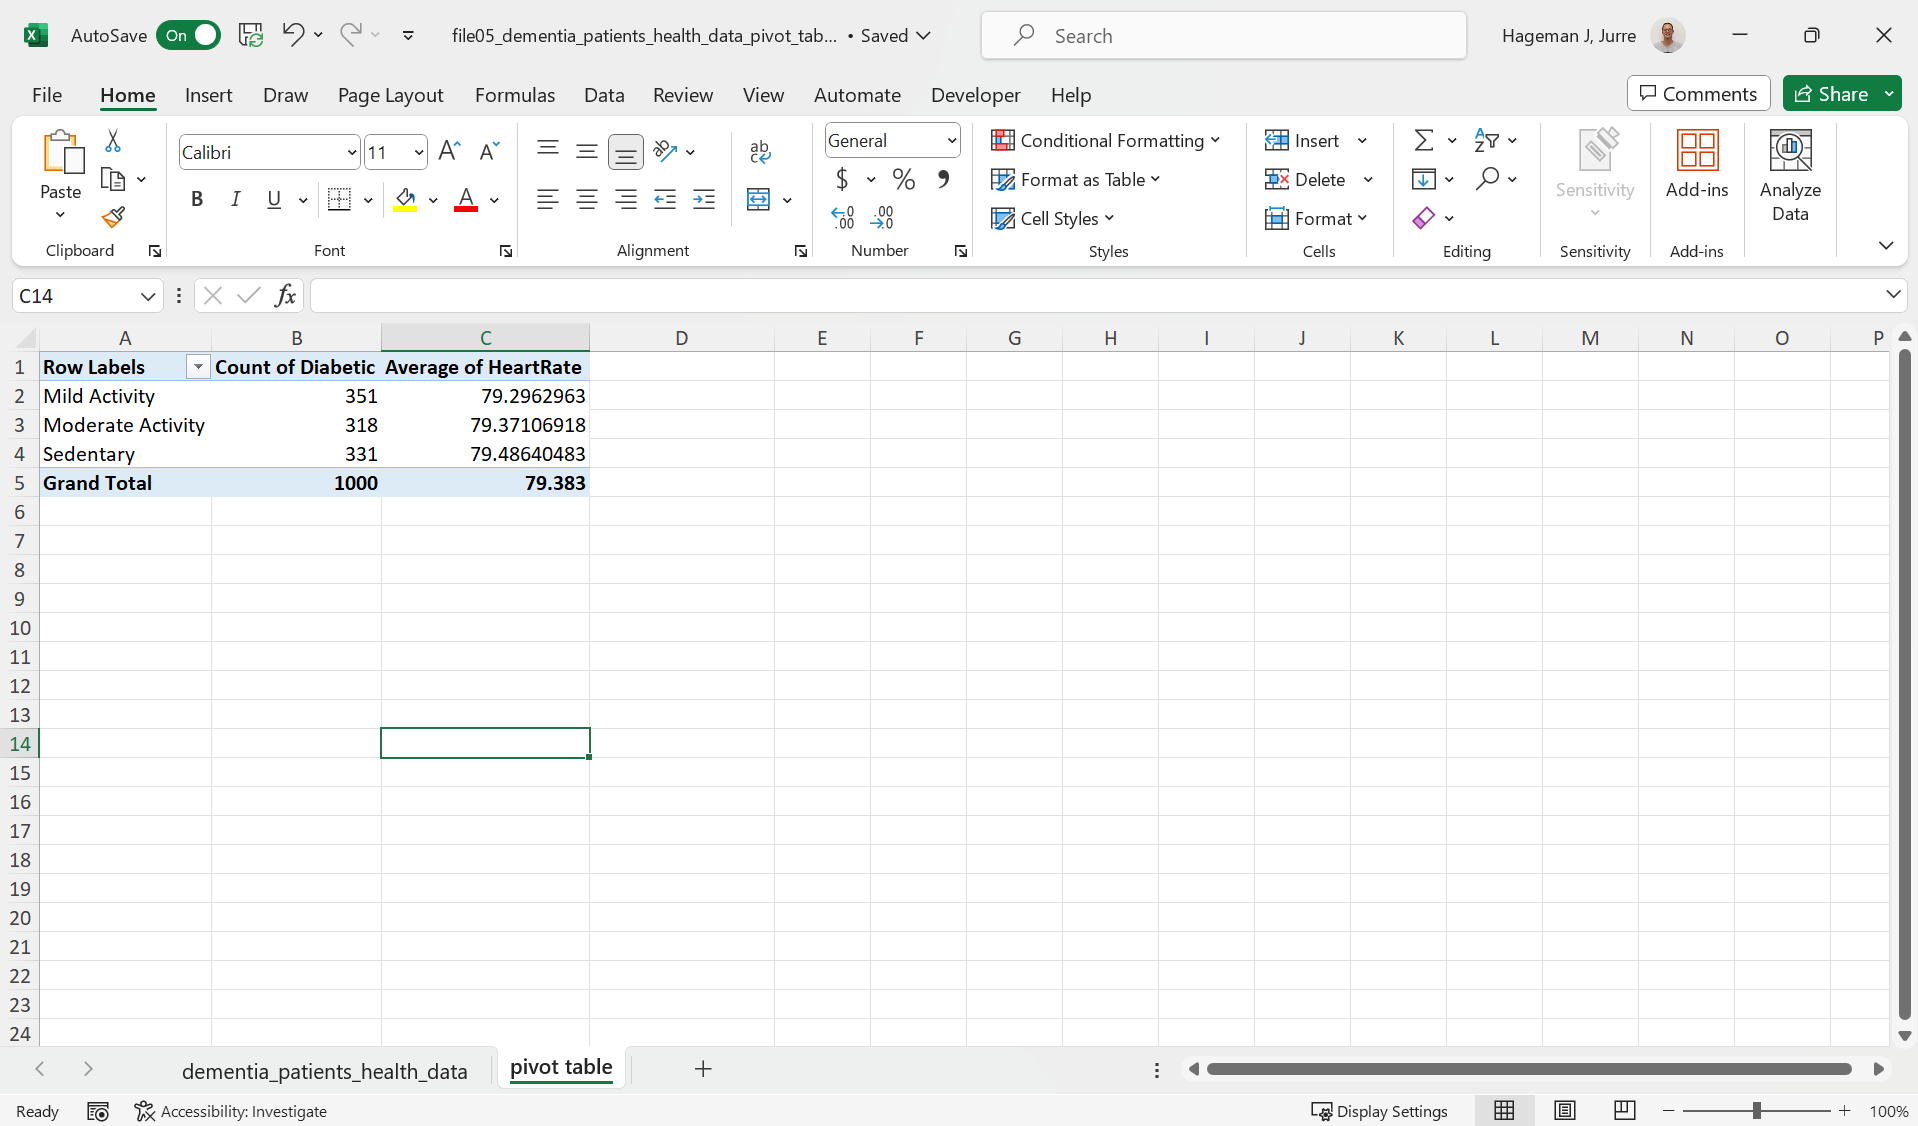 AutoSave On file05_dementia_patients_health_data_pivot_tab... • Saved Search Hageman J, Jurre
File Home Insert Draw Page Layout Formulas Data Review View Automate Developer Help Comments Share
Paste
Clipboard
Calibri 11
B I U A
Font
ab
Alignment
General
$ % ,
Number
Conditional Formatting
Format as Table
Cell Styles
Styles
Insert
Delete
Format
Cells
Editing
Sensitivity
Sensitivity
Add-ins
Add-ins
Analyze
Data
C14 fx
A B C D E F G H I J K L M N O P
1 Row Labels Count of Diabetic Average of HeartRate
2 Mild Activity 351 79.2962963
3 Moderate Activity 318 79.37106918
4 Sedentary 331 79.48640483
5 Grand Total 1000 79.383
6
7
8
9
10
11
12
13
14
15
16
17
18
19
20
21
22
23
24
dementia_patients_health_data pivot table
Ready Accessibility: Investigate Display Settings 100%